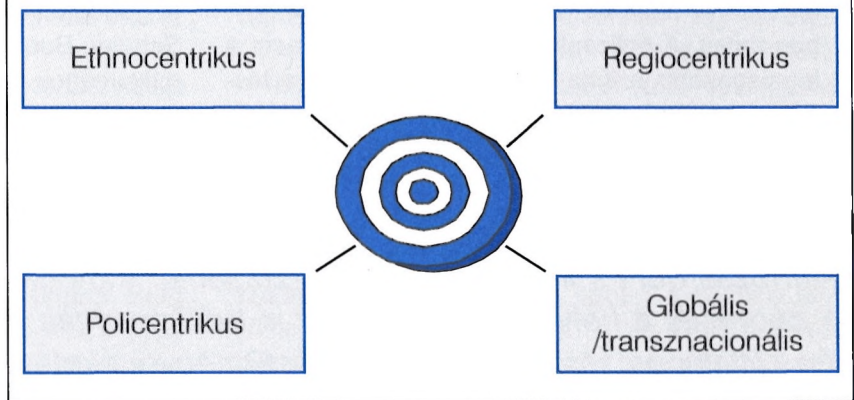 Ethnocentrikus
Regiocentrikus
Policentrikus
Globális
/transznacionális